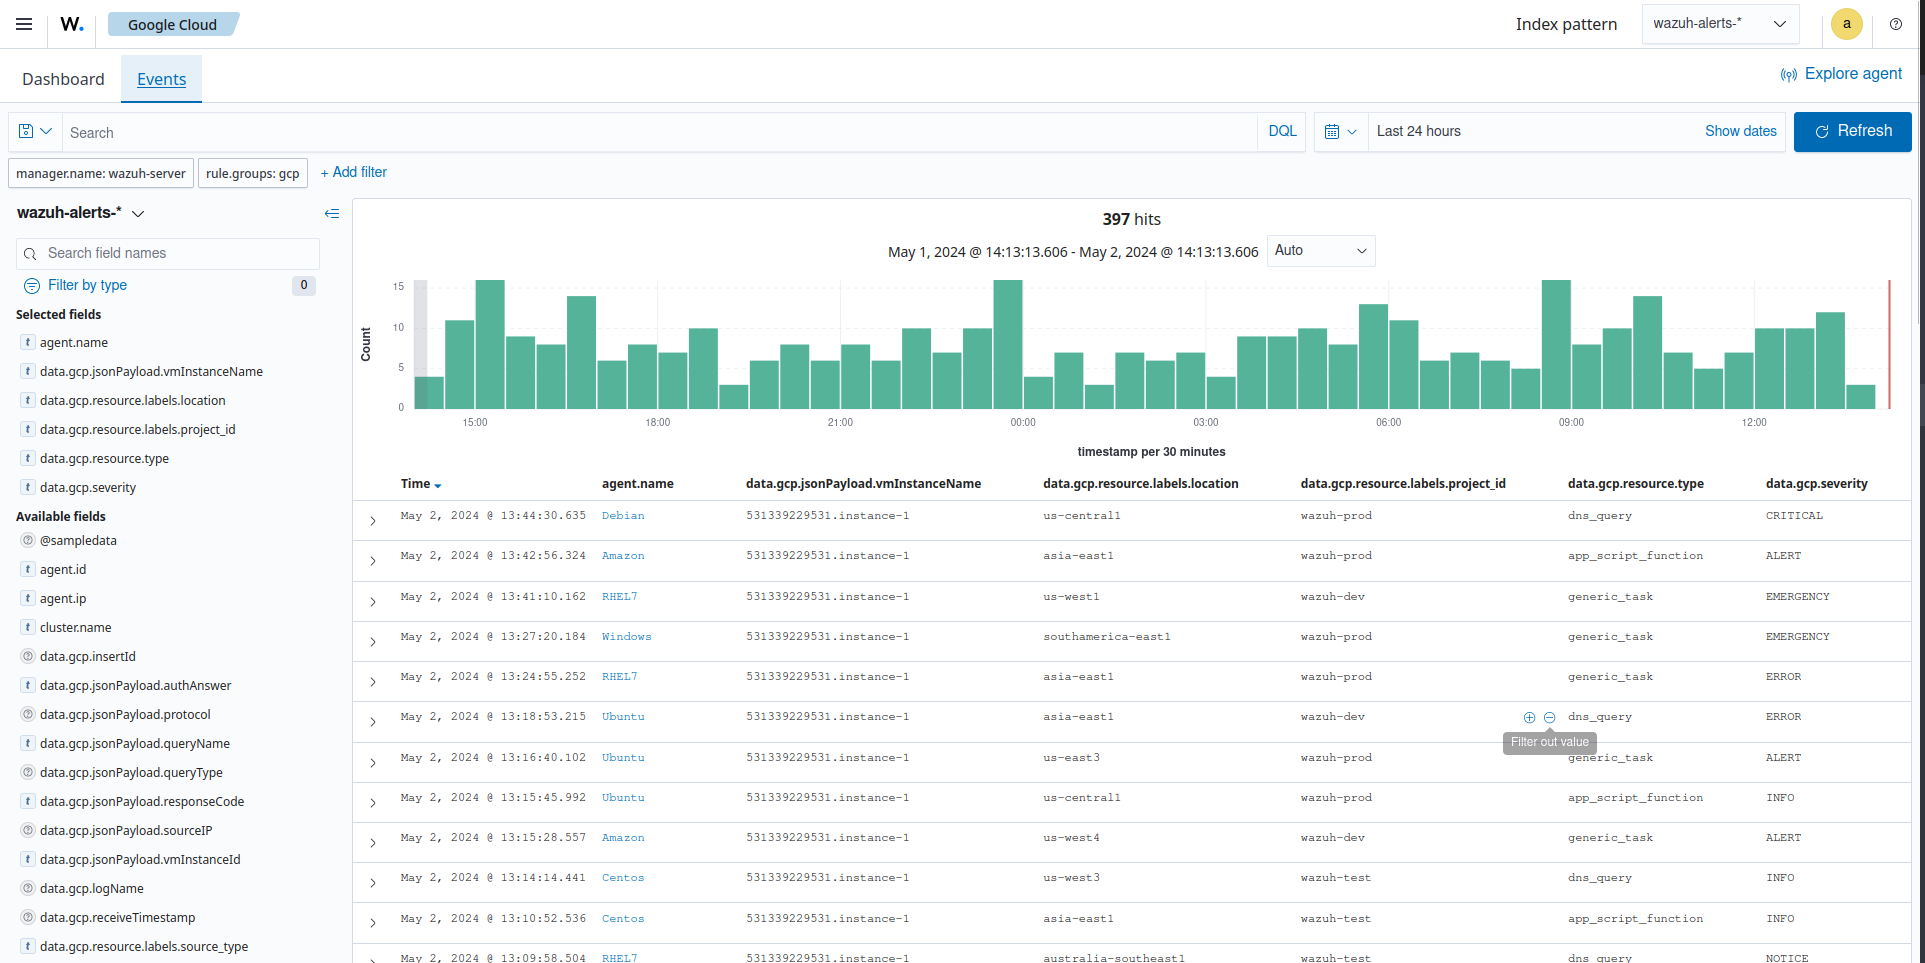 W. Google Cloud Index pattern wazuh-alerts-* a
Dashboard Events Explore agent
Search DQL Last 24 hours Show dates Refresh
manager.name: wazuh-server rule.groups: gcp + Add filter
wazuh-alerts-*
Search field names
Filter by type 0
Selected fields
t agent.name
t data.gcp.jsonPayload.vmInstanceName
t data.gcp.resource.labels.location
t data.gcp.resource.labels.project_id
t data.gcp.resource.type
t data.gcp.severity
Available fields
@sampledata
t agent.id
t agent.ip
t cluster.name
data.gcp.insertId
t data.gcp.jsonPayload.authAnswer
data.gcp.jsonPayload.protocol
t data.gcp.jsonPayload.queryName
data.gcp.jsonPayload.queryType
t data.gcp.jsonPayload.responseCode
data.gcp.jsonPayload.sourceIP
t data.gcp.jsonPayload.vmInstanceId
data.gcp.logName
data.gcp.receiveTimestamp
t data.gcp.resource.labels.source_type
397 hits
May 1, 2024 @ 14:13:13.606 - May 2, 2024 @ 14:13:13.606 Auto
Count
15
10
5
0
15:00 18:00 21:00 00:00 03:00 06:00 09:00 12:00
timestamp per 30 minutes
Time agent.name data.gcp.jsonPayload.vmInstanceName data.gcp.resource.labels.location data.gcp.resource.labels.project_id data.gcp.resource.type data.gcp.severity
May 2, 2024 @ 13:44:30.635 Debian 531339229531.instance-1 us-central1 wazuh-prod dns_query CRITICAL
May 2, 2024 @ 13:42:56.324 Amazon 531339229531.instance-1 asia-east1 wazuh-prod app_script_function ALERT
May 2, 2024 @ 13:41:10.162 RHEL7 531339229531.instance-1 us-west1 wazuh-dev generic_task EMERGENCY
May 2, 2024 @ 13:27:20.184 Windows 531339229531.instance-1 southamerica-east1 wazuh-prod generic_task EMERGENCY
May 2, 2024 @ 13:24:55.252 RHEL7 531339229531.instance-1 asia-east1 wazuh-prod generic_task ERROR
May 2, 2024 @ 13:18:53.215 Ubuntu 531339229531.instance-1 asia-east1 wazuh-dev dns_query ERROR
Filter out value
May 2, 2024 @ 13:16:40.102 Ubuntu 531339229531.instance-1 us-east3 wazuh-prod generic_task ALERT
May 2, 2024 @ 13:15:45.992 Ubuntu 531339229531.instance-1 us-central1 wazuh-prod app_script_function INFO
May 2, 2024 @ 13:15:28.557 Amazon 531339229531.instance-1 us-west4 wazuh-dev generic_task ALERT
May 2, 2024 @ 13:14:14.441 Centos 531339229531.instance-1 us-west3 wazuh-test dns_query INFO
May 2, 2024 @ 13:10:52.536 Centos 531339229531.instance-1 asia-east1 wazuh-test app_script_function INFO
May 2, 2024 @ 13:09:58.504 RHEL7 531339229531.instance-1 australia-southeast1 wazuh-test dns_query NOTICE